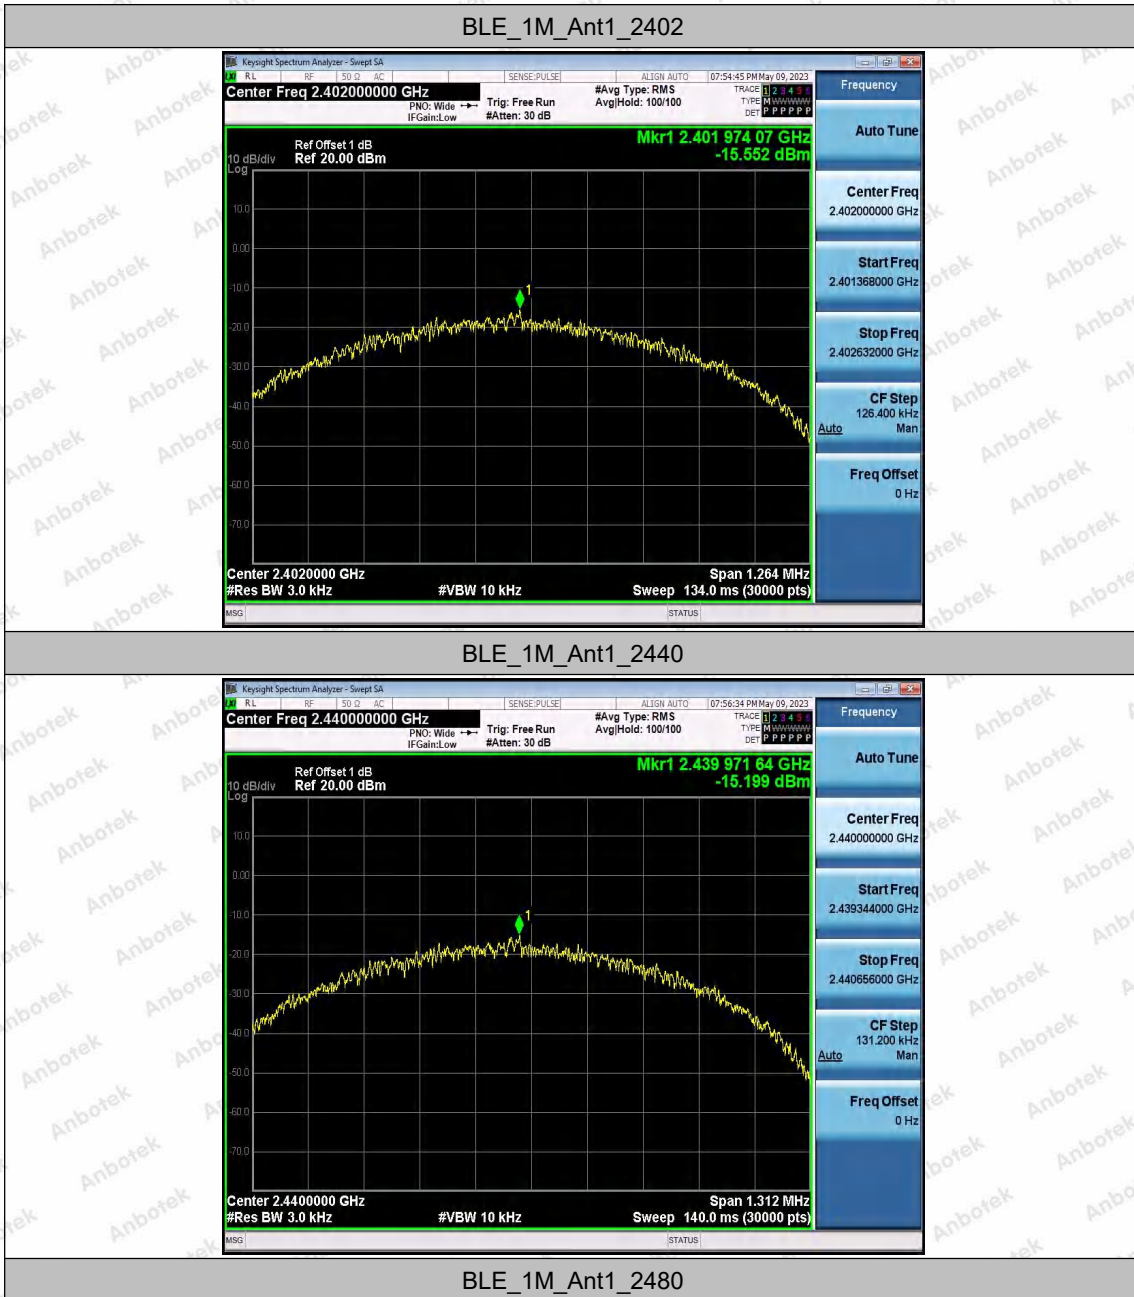 BLE_1M_Ant1_2402
Keysight Spectrum Analyzer - Swept SA
RL RF 50 Ω AC SENSE:PULSE ALIGN AUTO 07:54:45 PM May 09, 2023
Center Freq 2.402000000 GHz #Avg Type: RMS TRACE 1 2 3 4 5 6
PNO: Wide Trig: Free Run Avg|Hold: 100/100 TYPE M WWWWW
IFGain:Low #Atten: 30 dB DET P P P P P P
Frequency
Auto Tune
Mkr1 2.401 974 07 GHz
-15.552 dBm
Ref Offset 1 dB
10 dB/div Ref 20.00 dBm
Log
10.0
0.00
-10.0
-20.0
-30.0
-40.0
-50.0
-60.0
-70.0
1
Center Freq
2.402000000 GHz
Start Freq
2.401368000 GHz
Stop Freq
2.402632000 GHz
CF Step
126.400 kHz
Auto Man
Freq Offset
0 Hz
Center 2.4020000 GHz Span 1.264 MHz
#Res BW 3.0 kHz #VBW 10 kHz Sweep 134.0 ms (30000 pts)
MSG STATUS
BLE_1M_Ant1_2440
Keysight Spectrum Analyzer - Swept SA
RL RF 50 Ω AC SENSE:PULSE ALIGN AUTO 07:56:34 PM May 09, 2023
Center Freq 2.440000000 GHz #Avg Type: RMS TRACE 1 2 3 4 5 6
PNO: Wide Trig: Free Run Avg|Hold: 100/100 TYPE M WWWWW
IFGain:Low #Atten: 30 dB DET P P P P P P
Frequency
Auto Tune
Mkr1 2.439 971 64 GHz
-15.199 dBm
Ref Offset 1 dB
10 dB/div Ref 20.00 dBm
Log
10.0
0.00
-10.0
-20.0
-30.0
-40.0
-50.0
-60.0
-70.0
1
Center Freq
2.440000000 GHz
Start Freq
2.439344000 GHz
Stop Freq
2.440656000 GHz
CF Step
131.200 kHz
Auto Man
Freq Offset
0 Hz
Center 2.4400000 GHz Span 1.312 MHz
#Res BW 3.0 kHz #VBW 10 kHz Sweep 140.0 ms (30000 pts)
MSG STATUS
BLE_1M_Ant1_2480
Anbotek